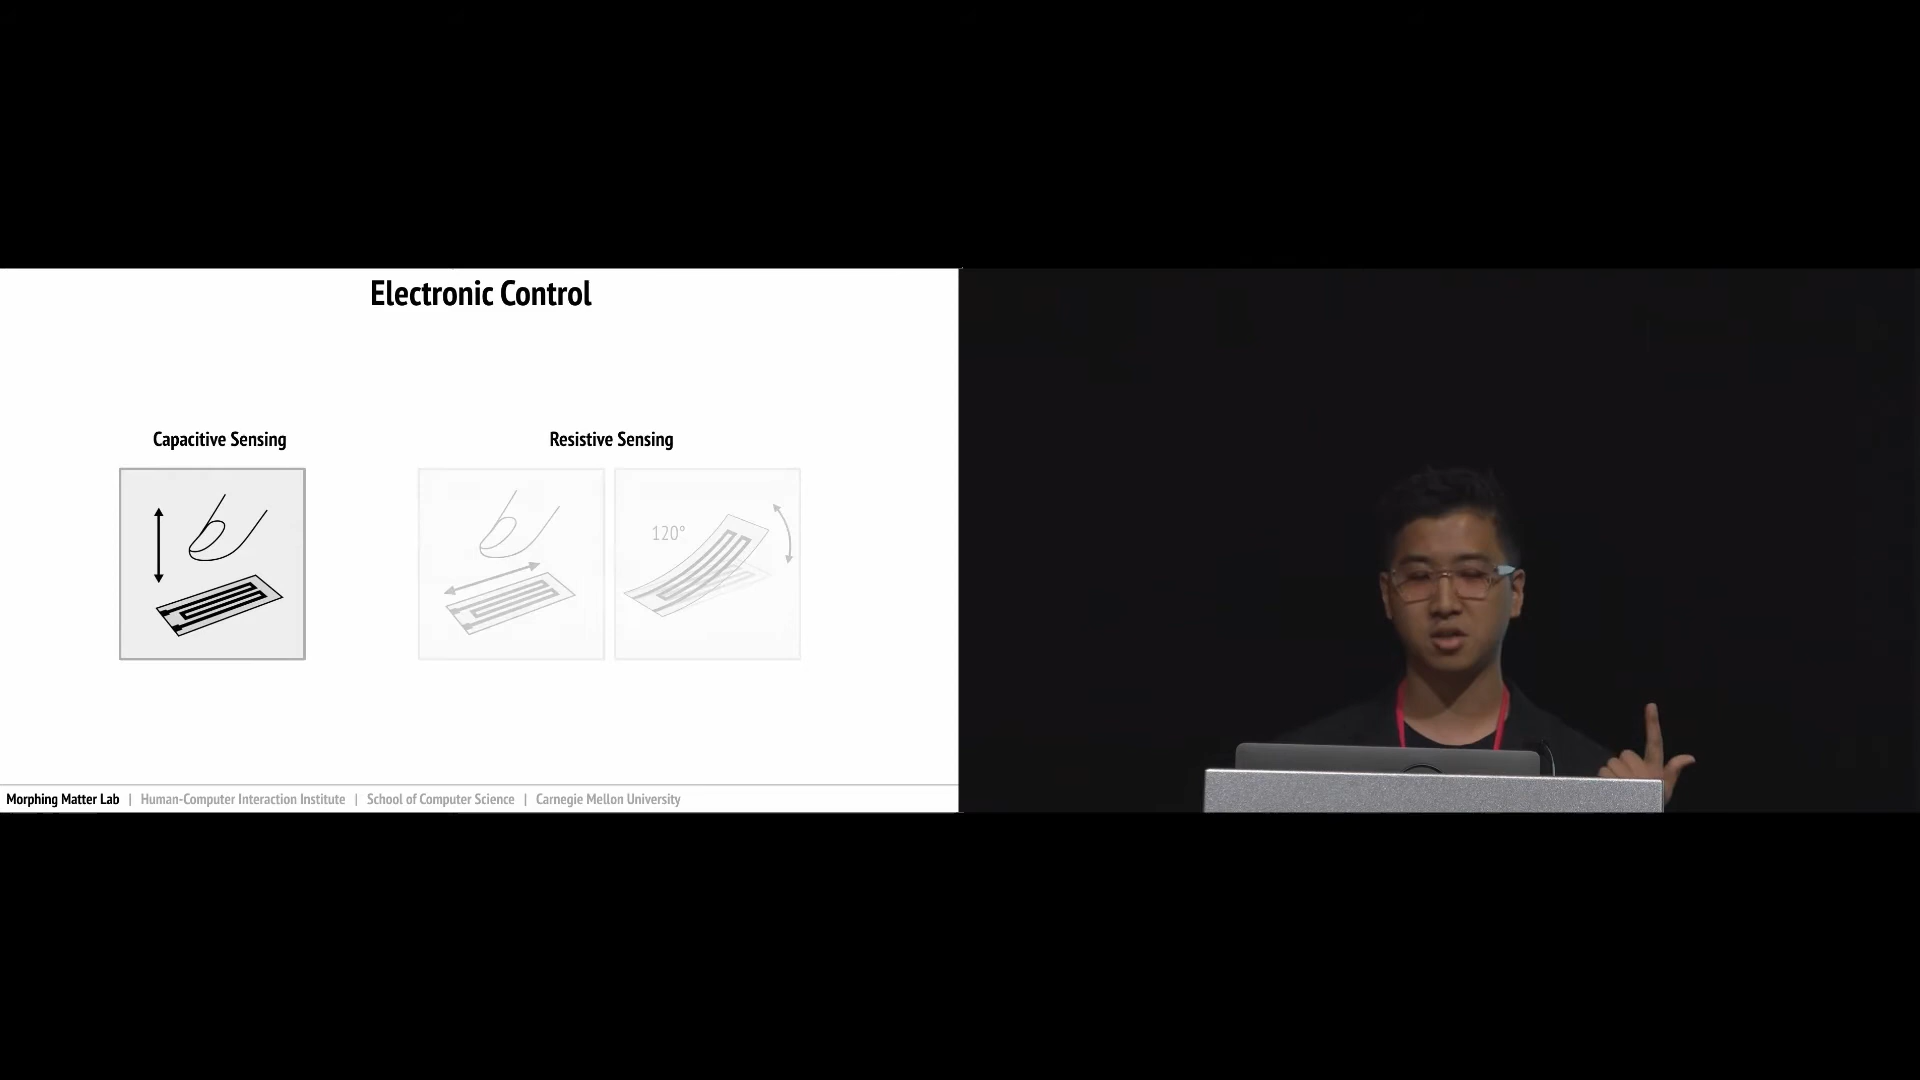 Electronic Control
Capacitive Sensing
Resistive Sensing
120°
Morphing Matter Lab | Human-Computer Interaction Institute | School of Computer Science | Carnegie Mellon University